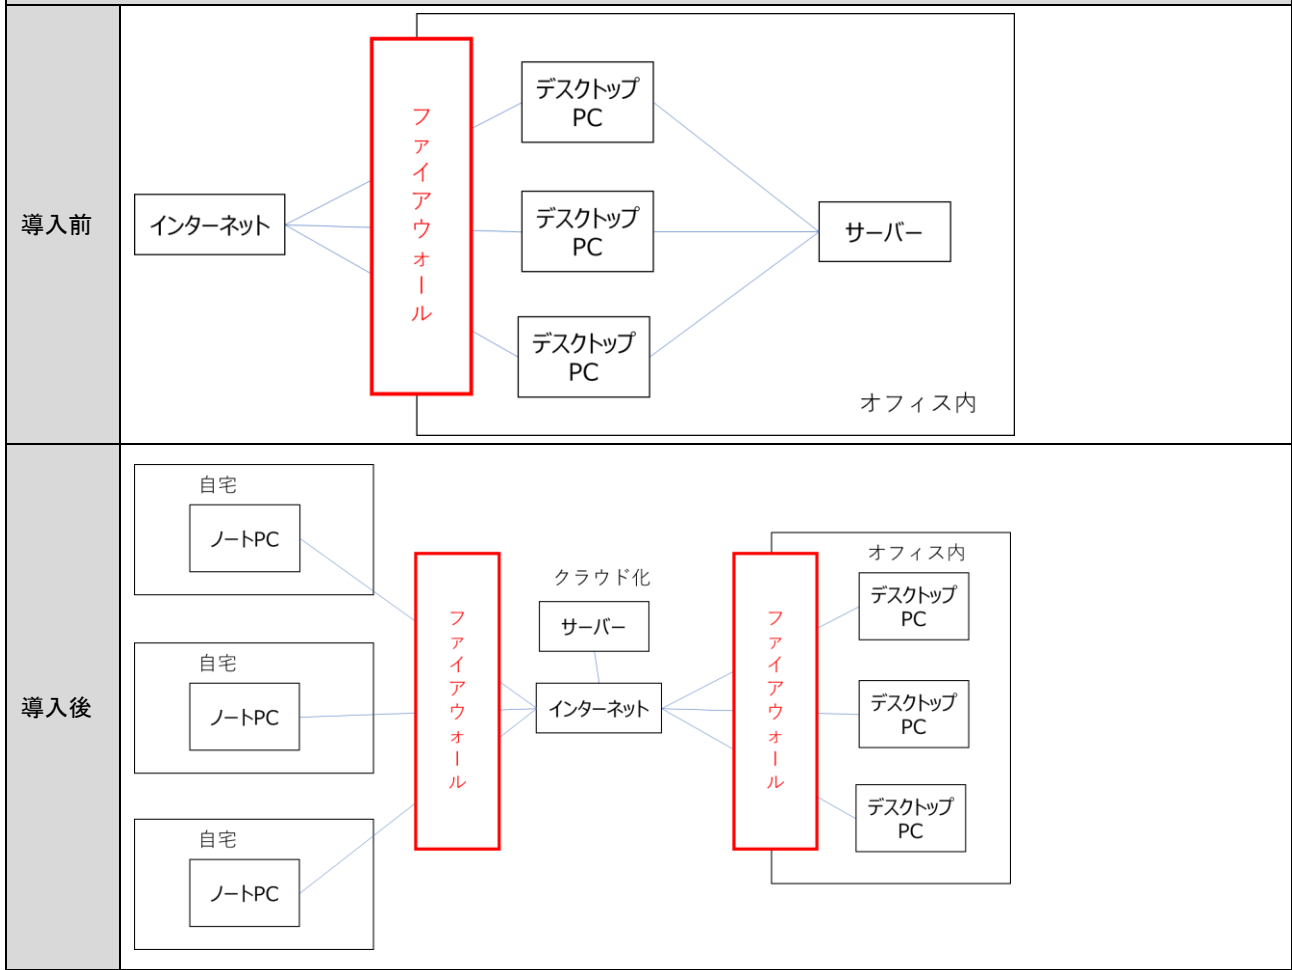 導入前
インターネット
ファイアウォール
デスクトップ
PC
デスクトップ
PC
デスクトップ
PC
サーバー
オフィス内
導入後
自宅
ノートPC
自宅
ノートPC
自宅
ノートPC
ファイアウォール
クラウド化
サーバー
インターネット
ファイアウォール
オフィス内
デスクトップ
PC
デスクトップ
PC
デスクトップ
PC